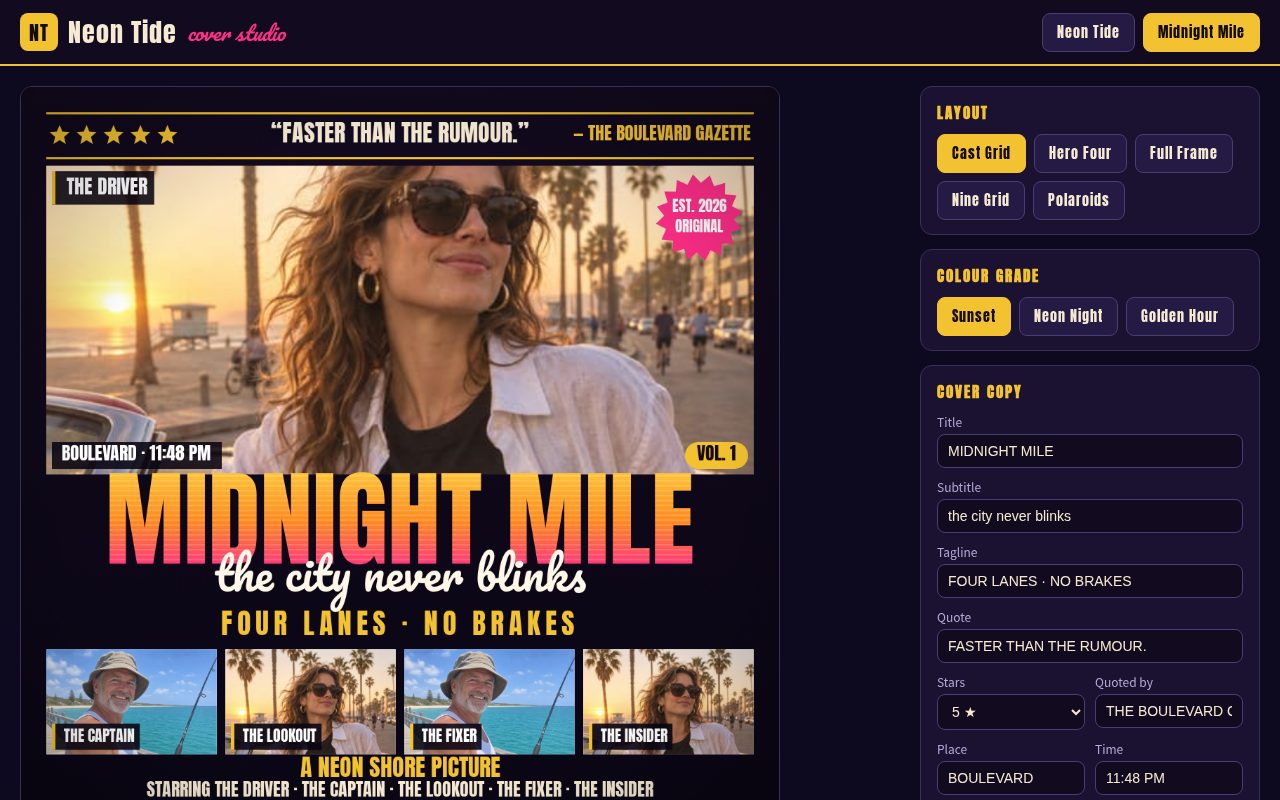 NT Neon Tide cover studio
Neon Tide
Midnight Mile
★★★★★ “FASTER THAN THE RUMOUR.” – THE BOULEVARD GAZETTE
THE DRIVER
EST. 2026
ORIGINAL
BOULEVARD · 11:48 PM
VOL. 1
MIDNIGHT MILE
the city never blinks
FOUR LANES · NO BRAKES
THE CAPTAIN
THE LOOKOUT
THE FIXER
THE INSIDER
A NEON SHORE PICTURE
STARRING THE DRIVER · THE CAPTAIN · THE LOOKOUT · THE FIXER · THE INSIDER
LAYOUT
Cast Grid
Hero Four
Full Frame
Nine Grid
Polaroids
COLOUR GRADE
Sunset
Neon Night
Golden Hour
COVER COPY
Title
MIDNIGHT MILE
Subtitle
the city never blinks
Tagline
FOUR LANES · NO BRAKES
Quote
FASTER THAN THE RUMOUR.
Stars
5 ★
Quoted by
THE BOULEVARD
Place
BOULEVARD
Time
11:48 PM